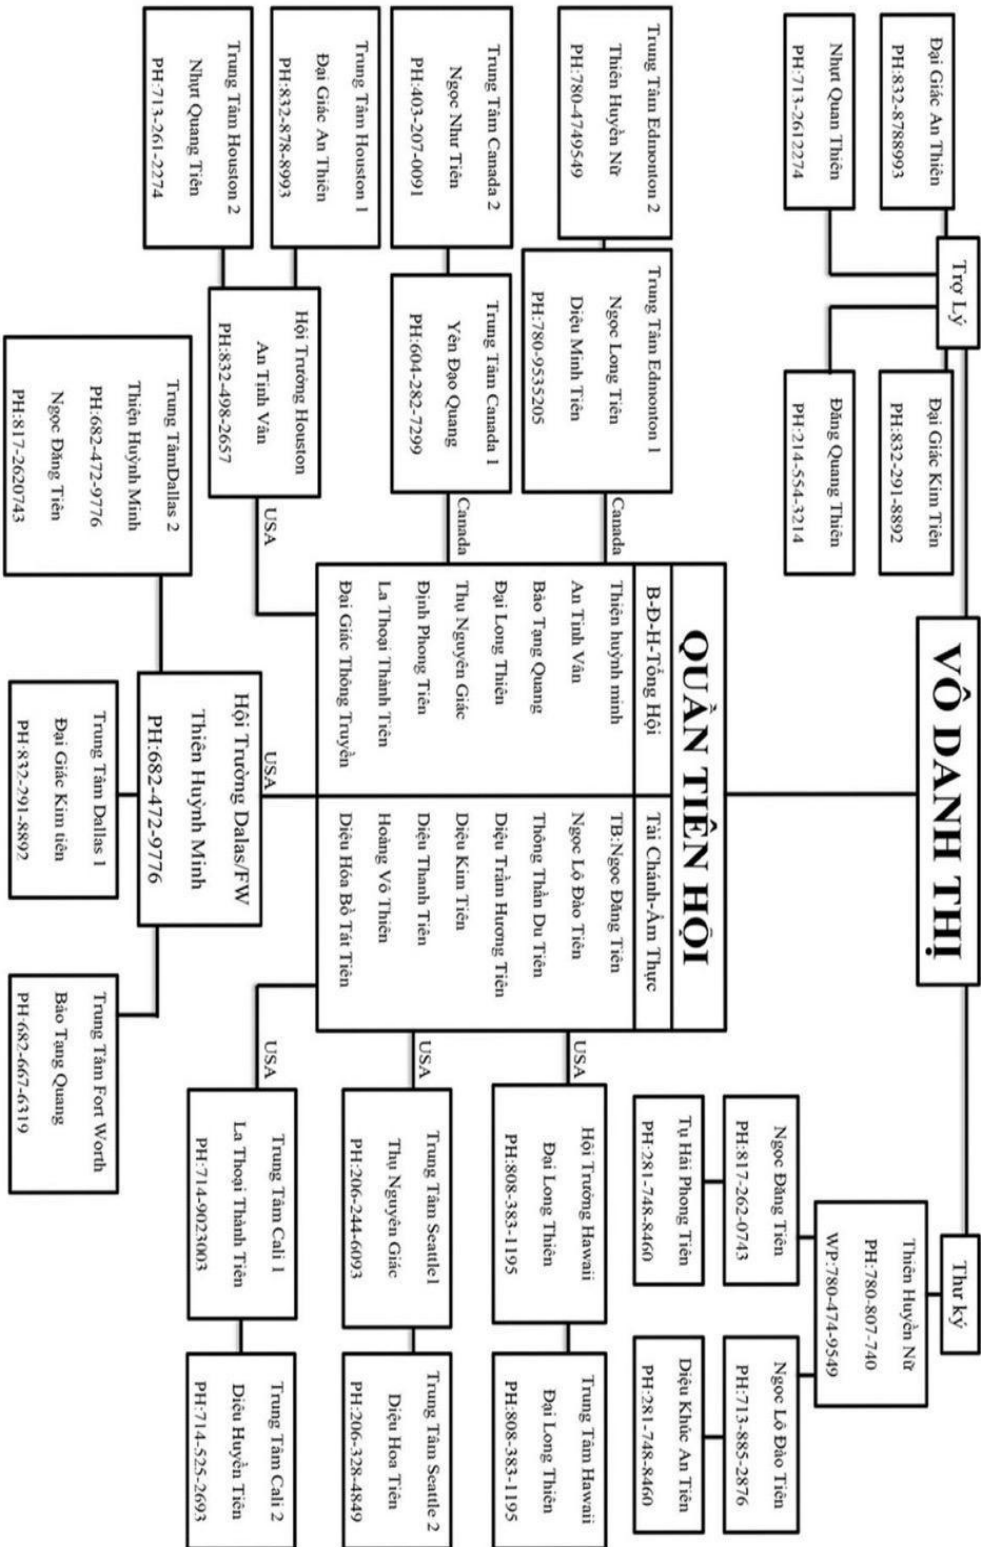 VÔ DANH THỊ
Trợ Lý
Đại Giác An Thiên
PH:832-8788993
Nhựt Quan Thiên
PH:713-2612274
Đại Giác Kim Tiên
PH:832-291-8892
Đăng Quang Thiên
PH:214-554-3214
Thư ký
Thiên Huyền Nữ
PH:780-807-740
WP:780-474-9549
Ngọc Đăng Tiên
PH:817-262-0743
Tụ Hải Phong Tiên
PH:281-748-8460
Ngọc Lô Đào Tiên
PH:713-885-2876
Diệu Khúc An Tiên
PH:281-748-8460
QUẦN TIÊN HỘI
B-Đ-H-Tổng Hội
Thiên huỳnh minh
An Tinh Vân
Bảo Tạng Quang
Đại Long Thiên
Thụ Nguyên Giác
Định Phong Tiên
La Thoại Thành Tiên
Đại Giác Thông Truyền
Tài Chánh-Ẩm Thực
TB:Ngọc Đăng Tiên
Ngọc Lô Đào Tiên
Thông Thần Du Tiên
Diệu Trầm Hương Tiên
Diệu Kim Tiên
Diệu Thanh Tiên
Hoàng Vô Thiên
Diệu Hóa Bồ Tát Tiên
Trung Tâm Edmonton 2
Thiên Huyền Nữ
PH:780-4749549
Trung Tâm Edmonton 1
Ngọc Long Tiên
Diệu Minh Tiên
PH:780-9535205
Canada
Trung Tâm Canada 2
Ngọc Như Tiên
PH:403-207-0091
Trung Tâm Canada 1
Yên Đạo Quang
PH:604-282-7299
Canada
Trung Tâm Houston 1
Đại Giác An Thiên
PH:832-878-8993
Trung Tâm Houston 2
Nhựt Quang Tiên
PH:713-261-2274
Hội Trưởng Houston
An Tinh Vân
PH:832-498-2657
USA
Trung TâmDallas 2
Thiện Huỳnh Minh
PH:682-472-9776
Ngọc Đăng Tiên
PH:817-2620743
USA
Hội Trường Dalas/FW
Thiên Huỳnh Minh
PH:682-472-9776
Trung Tâm Dallas 1
Đại Giác Kim tiên
PH:832-291-8892
Trung Tâm Fort Worth
Bảo Tạng Quang
PH:682-667-6319
USA
Hội Trưởng Hawaii
Đại Long Thiên
PH:808-383-1195
Trung Tâm Hawaii
Đại Long Thiên
PH:808-383-1195
USA
Trung Tâm Seattle1
Thụ Nguyên Giác
PH:206-244-6093
Trung Tâm Seattle 2
Diệu Hoa Tiên
PH:206-328-4849
USA
Trung Tâm Cali 1
La Thoại Thành Tiên
PH:714-9023003
Trung Tâm Cali 2
Diêu Huyền Tiên
PH:714-525-2693